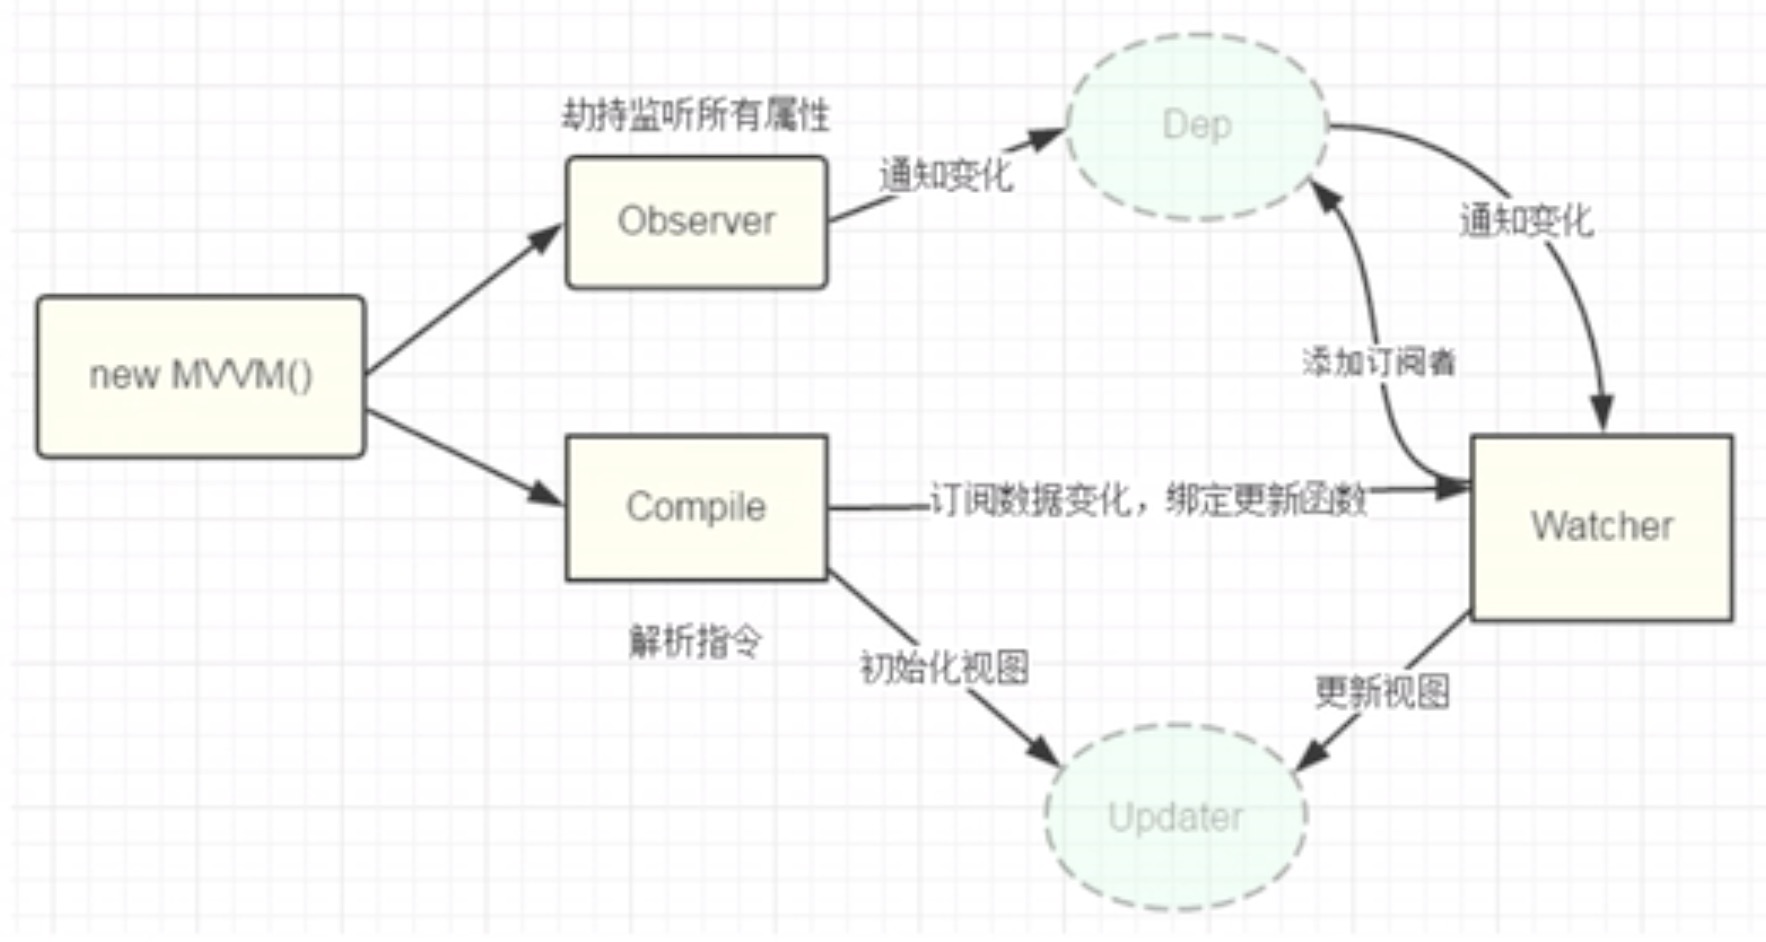 Dep
劫持监听所有属性
通知变化
Observer
通知变化
new MVVM()
添加订阅者
Compile
订阅数据变化，绑定更新函数
Watcher
解析指令
初始化视图
更新视图
Updater